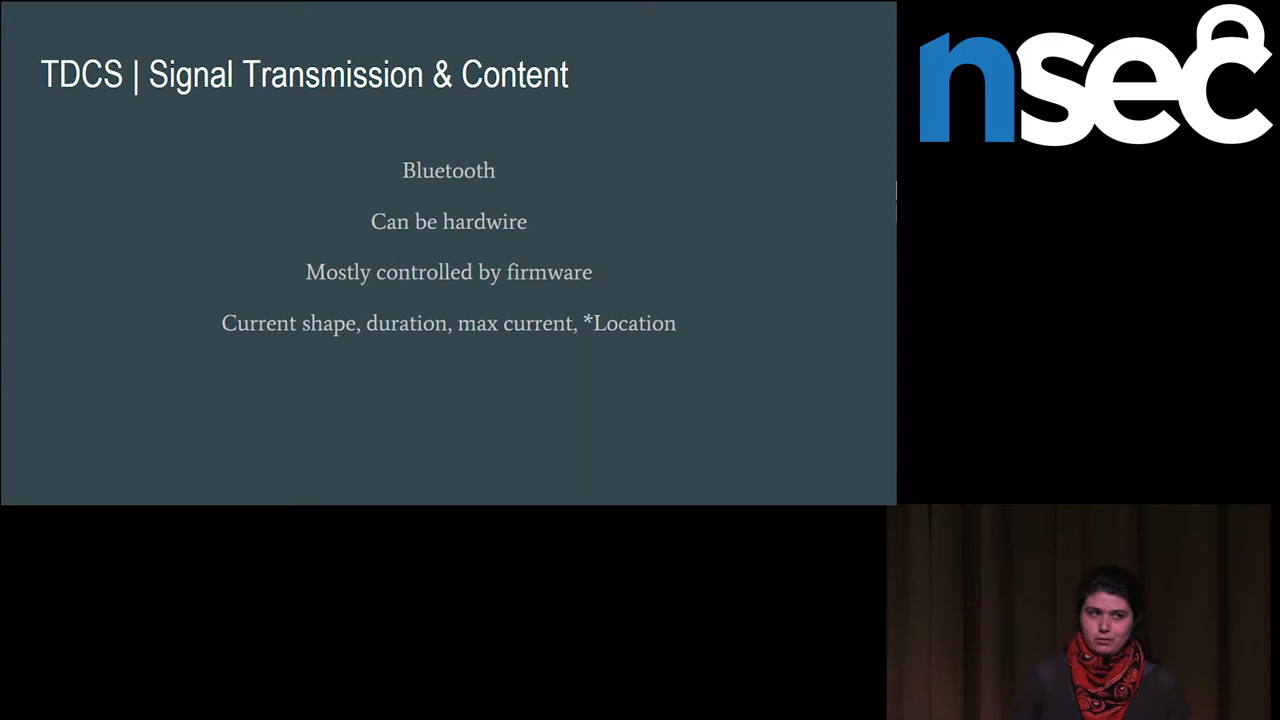 TDCS | Signal Transmission & Content
nsec
Bluetooth
Can be hardwire
Mostly controlled by firmware
Current shape, duration, max current, *Location